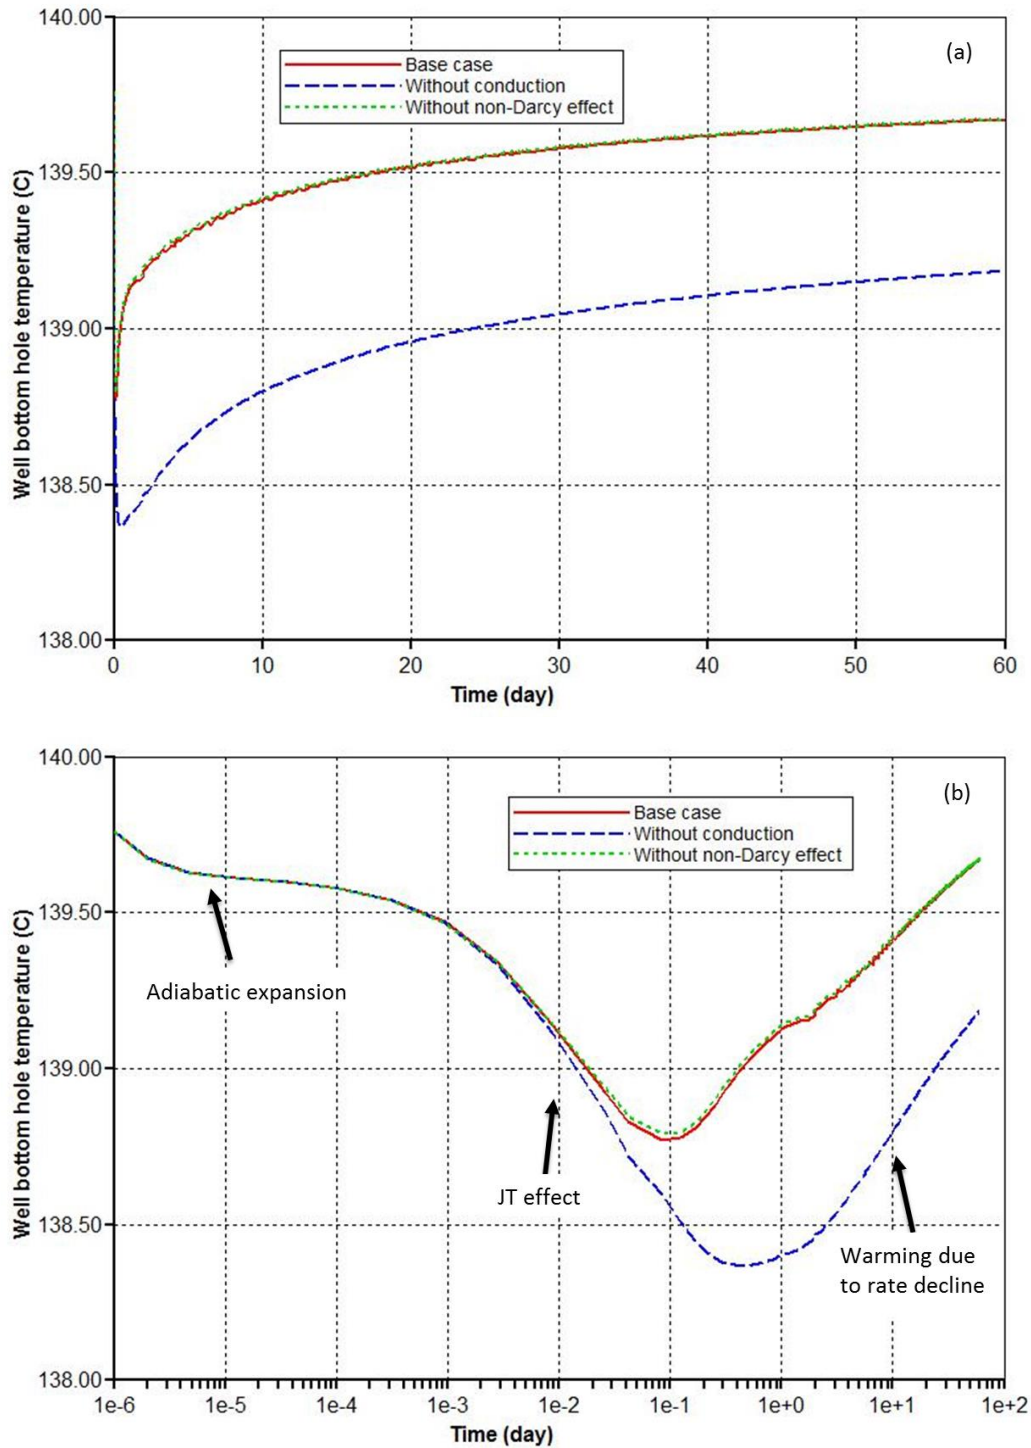 140.00
(a)
Base case
Without conduction
Without non-Darcy effect
139.50
139.00
138.50
138.00
Well bottom hole temperature (C)
0 10 20 30 40 50 60
Time (day)
140.00
(b)
Base case
Without conduction
Without non-Darcy effect
139.50
Adiabatic expansion
139.00
JT effect
138.50
Warming due
to rate decline
138.00
Well bottom hole temperature (C)
1e-6 1e-5 1e-4 1e-3 1e-2 1e-1 1e+0 1e+1 1e+2
Time (day)